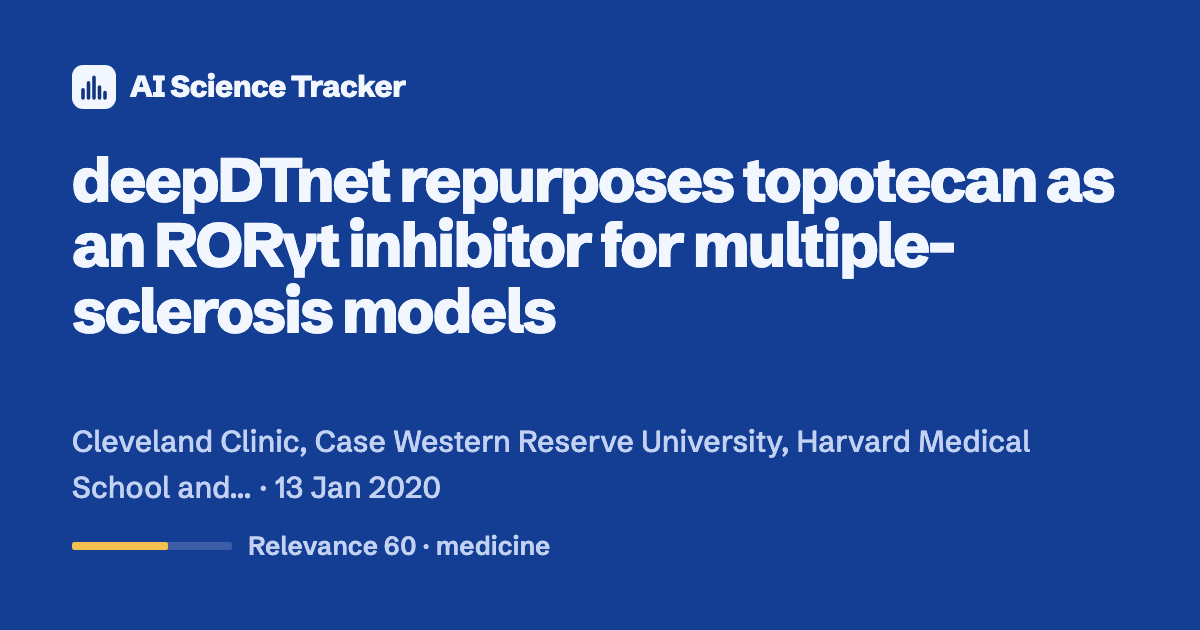 AI Science Tracker
deepDTnet repurposes topotecan as
an RORγt inhibitor for multiple-
sclerosis models
Cleveland Clinic, Case Western Reserve University, Harvard Medical
School and... · 13 Jan 2020
Relevance 60 · medicine